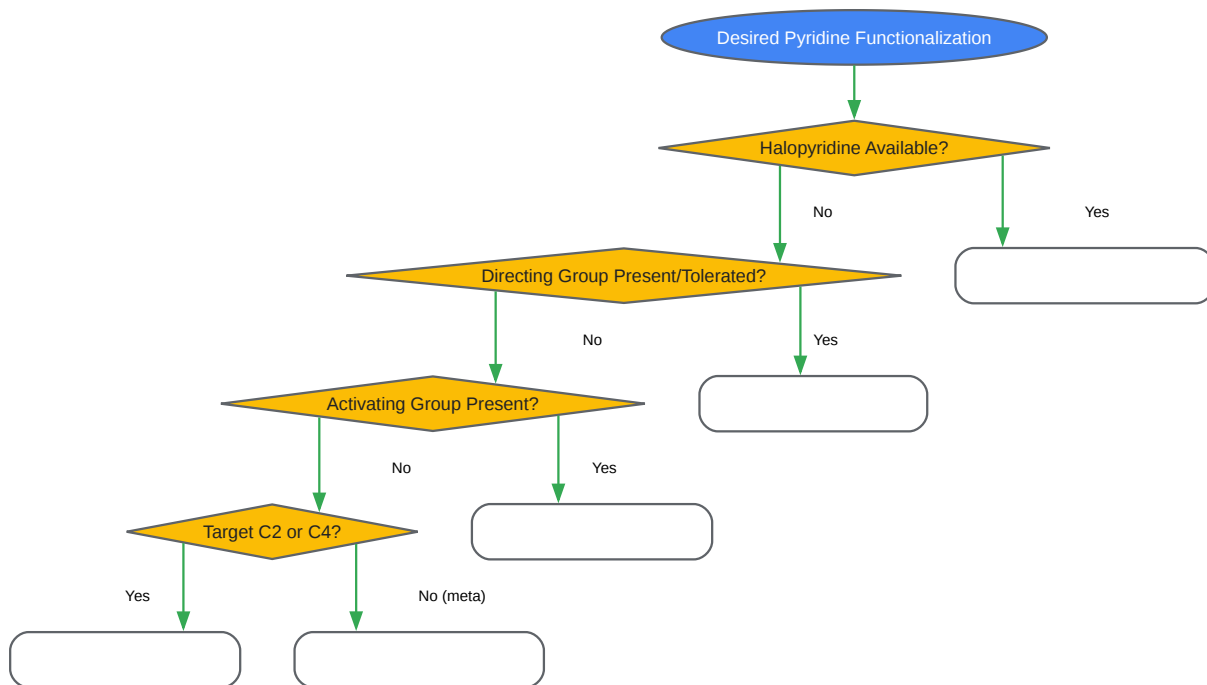 Desired Pyridine Functionalization
Halopyridine Available?
No
Yes
Directing Group Present/Tolerated?
No
Yes
Activating Group Present?
No
Yes
Target C2 or C4?
Yes
No (meta)